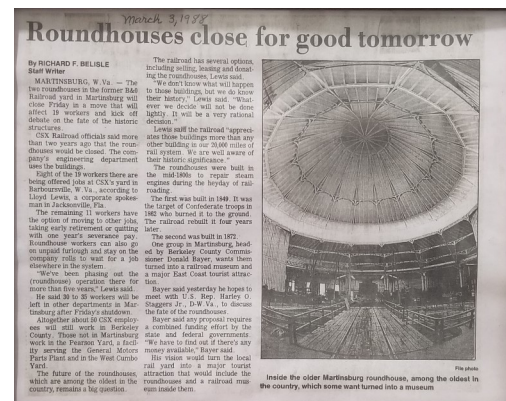 March 3, 1988
Roundhouses close for good tomorrow
By RICHARD F. BELISLE
Staff Writer
MARTINSBURG, W.Va. — The
two roundhouses in the former B&O
Railroad yard in Martinsburg will
close Friday in a move that will
affect 19 workers and kick off
debate on the fate of the historic
structures.
CSX Railroad officials said more
than two years ago that the roun-
dhouses would be closed. The com-
pany's engineering department
uses the buildings.
Eight of the 19 workers there are
being offered jobs at CSX's yard in
Barboursville, W.Va., according to
Lloyd Lewis, a corporate spokes-
man in Jacksonville, Fla.
The remaining 11 workers have
the option of moving to other jobs,
taking early retirement or quitting
with one year's severance pay.
Roundhouse workers can also go
on unpaid furlough and stay on the
company rolls to wait for a job
elsewhere in the system.
"We've been phasing out the
(roundhouse) operation there for
more than five years," Lewis said.
He said 30 to 35 workers will be
left in other departments in Mar-
tinsburg after Friday's shutdown.
Altogether about 50 CSX employ-
ees will still work in Berkeley
County. Those not in Martinsburg
work in the Pearson Yard, a facil-
ity serving the General Motors
Parts Plant and in the West Cumbo
Yard.
The future of the roundhouses,
which are among the oldest in the
country, remains a big question.
The railroad has several options,
including selling, leasing and donat-
ing the roundhouses, Lewis said.
"We don't know what will happen
to those buildings, but we do know
their history," Lewis said. "What-
ever we decide will not be done
lightly. It will be a very rational
decision."
Lewis said the railroad "appreci-
ates those buildings more than any
other building in our 20,000 miles of
rail system. We are well aware of
their historic significance."
The roundhouses were built in
the mid-1800s to repair steam
engines during the heyday of rail-
roading.
The first was built in 1849. It was
the target of Confederate troops in
1862 who burned it to the ground.
The railroad rebuilt it four years
later.
The second was built in 1872.
One group in Martinsburg, head-
ed by Berkeley County Commis-
sioner Donald Bayer, wants them
turned into a railroad museum and
a major East Coast tourist attrac-
tion.
Bayer said yesterday he hopes to
meet with U.S. Rep. Harley O.
Staggers Jr., D-W.Va., to discuss
the fate of the roundhouses.
Bayer said any proposal requires
a combined funding effort by the
state and federal governments.
"We have to find out if there's any
money available," Bayer said.
His vision would turn the local
rail yard into a major tourist
attraction that would include the
roundhouses and a railroad mus-
eum inside them.
File photo
Inside the older Martinsburg roundhouse, among the oldest in
the country, which some want turned into a museum